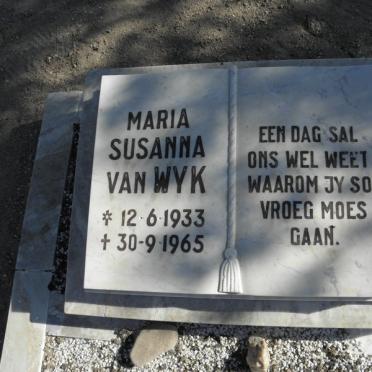 MARIA
SUSANNA
VAN WYK
* 12·6·1933
† 30·9·1965
EEN DAG SAL
ONS WEL WEET
WAAROM JY SO
VROEG MOES
GAAN.